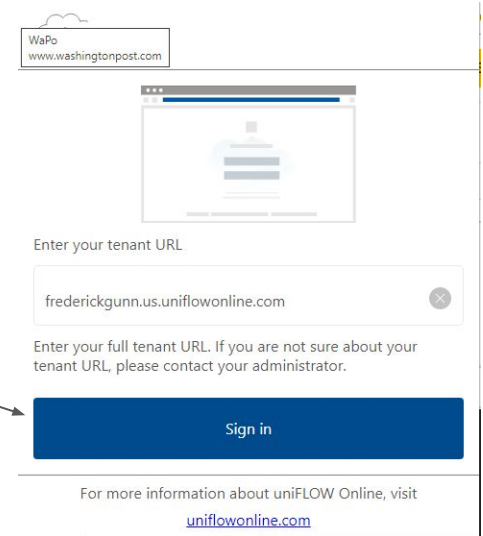 WaPo
www.washingtonpost.com
Enter your tenant URL
frederickgunn.us.uniflowonline.com
Enter your full tenant URL. If you are not sure about your
tenant URL, please contact your administrator.
Sign in
For more information about uniFLOW Online, visit
uniflowonline.com